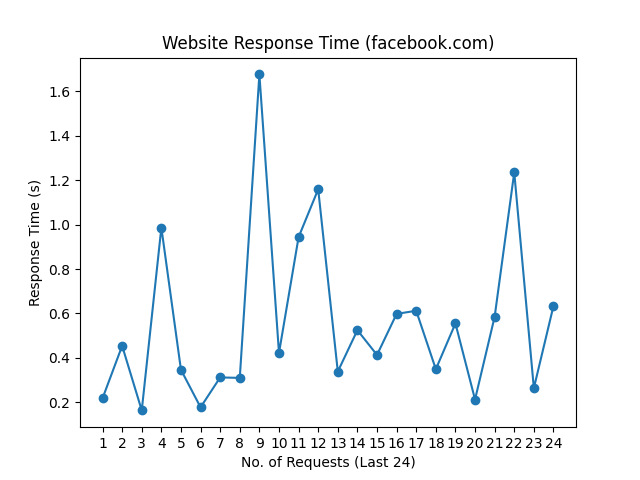 Website Response Time (facebook.com)
Response Time (s)
1.6
1.4
1.2
1.0
0.8
0.6
0.4
0.2
1 2 3 4 5 6 7 8 9 10 11 12 13 14 15 16 17 18 19 20 21 22 23 24
No. of Requests (Last 24)